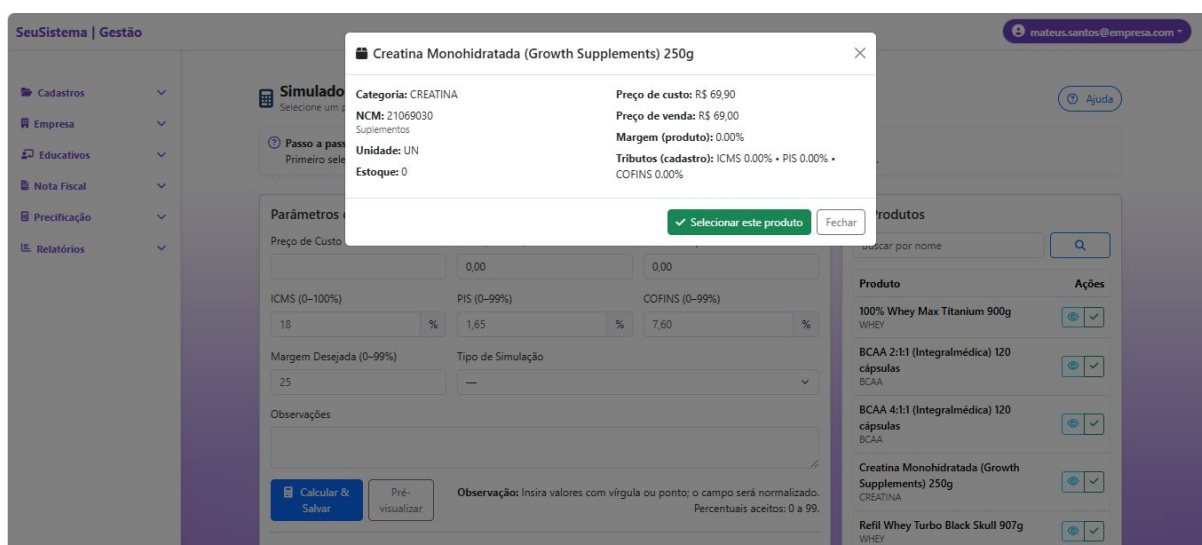 SeuSistema | Gestão
mateus.santos@empresa.com
Cadastros
Empresa
Educativos
Nota Fiscal
Precificação
Relatórios
Simulado
Selecione um
Ajuda
Passo a pass
Primeiro sele
Creatina Monohidratada (Growth Supplements) 250g
Categoria: CREATINA
NCM: 21069030
Suplementos
Unidade: UN
Estoque: 0
Preço de custo: R$ 69,90
Preço de venda: R$ 69,00
Margem (produto): 0.00%
Tributos (cadastro): ICMS 0.00% • PIS 0.00% •
COFINS 0.00%
Selecionar este produto
Fechar
Parâmetros
Preço de Custo
0,00
0,00
ICMS (0–100%)
PIS (0–99%)
COFINS (0–99%)
18 %
1,65 %
7,60 %
Margem Desejada (0–99%)
Tipo de Simulação
25
—
Observações
Calcular &
Salvar
Pré-
visualizar
Observação: Insira valores com vírgula ou ponto; o campo será normalizado.
Percentuais aceitos: 0 a 99.
Produtos
Buscar por nome
Produto
Ações
100% Whey Max Titanium 900g
WHEY
BCAA 2:1:1 (Integralmédica) 120
cápsulas
BCAA
BCAA 4:1:1 (Integralmédica) 120
cápsulas
BCAA
Creatina Monohidratada (Growth
Supplements) 250g
CREATINA
Refil Whey Turbo Black Skull 907g
WHEY